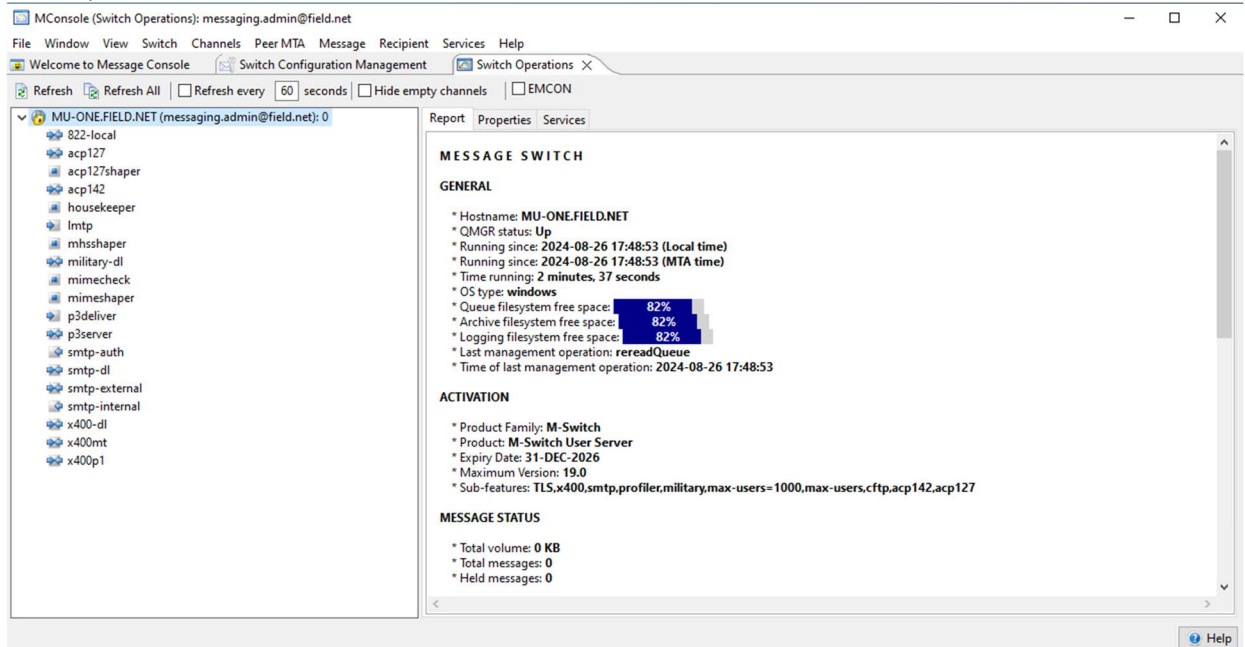 MConsole (Switch Operations): messaging.admin@field.net
File Window View Switch Channels Peer MTA Message Recipient Services Help
Welcome to Message Console Switch Configuration Management Switch Operations
Refresh Refresh All Refresh every 60 seconds Hide empty channels EMCON
MU-ONE.FIELD.NET (messaging.admin@field.net): 0
822-local
acp127
acp127shaper
acp142
housekeeper
lmtp
mhsshaper
military-dl
mimecheck
mimeshaper
p3deliver
p3server
smtp-auth
smtp-dl
smtp-external
smtp-internal
x400-dl
x400mt
x400p1
Report Properties Services
MESSAGE SWITCH
GENERAL
* Hostname: MU-ONE.FIELD.NET
* QMGR status: Up
* Running since: 2024-08-26 17:48:53 (Local time)
* Running since: 2024-08-26 17:48:53 (MTA time)
* Time running: 2 minutes, 37 seconds
* OS type: windows
* Queue filesystem free space: 82%
* Archive filesystem free space: 82%
* Logging filesystem free space: 82%
* Last management operation: rereadQueue
* Time of last management operation: 2024-08-26 17:48:53
ACTIVATION
* Product Family: M-Switch
* Product: M-Switch User Server
* Expiry Date: 31-DEC-2026
* Maximum Version: 19.0
* Sub-features: TLS,x400,smtp,profiler,military,max-users=1000,max-users,cftp,acp142,acp127
MESSAGE STATUS
* Total volume: 0 KB
* Total messages: 0
* Held messages: 0
Help